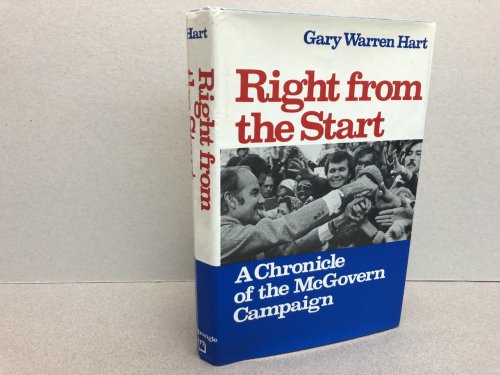 Hart
Right from
Gary Warren Hart
Right from
the Start
A Chronicle
of the McGovern
Campaign